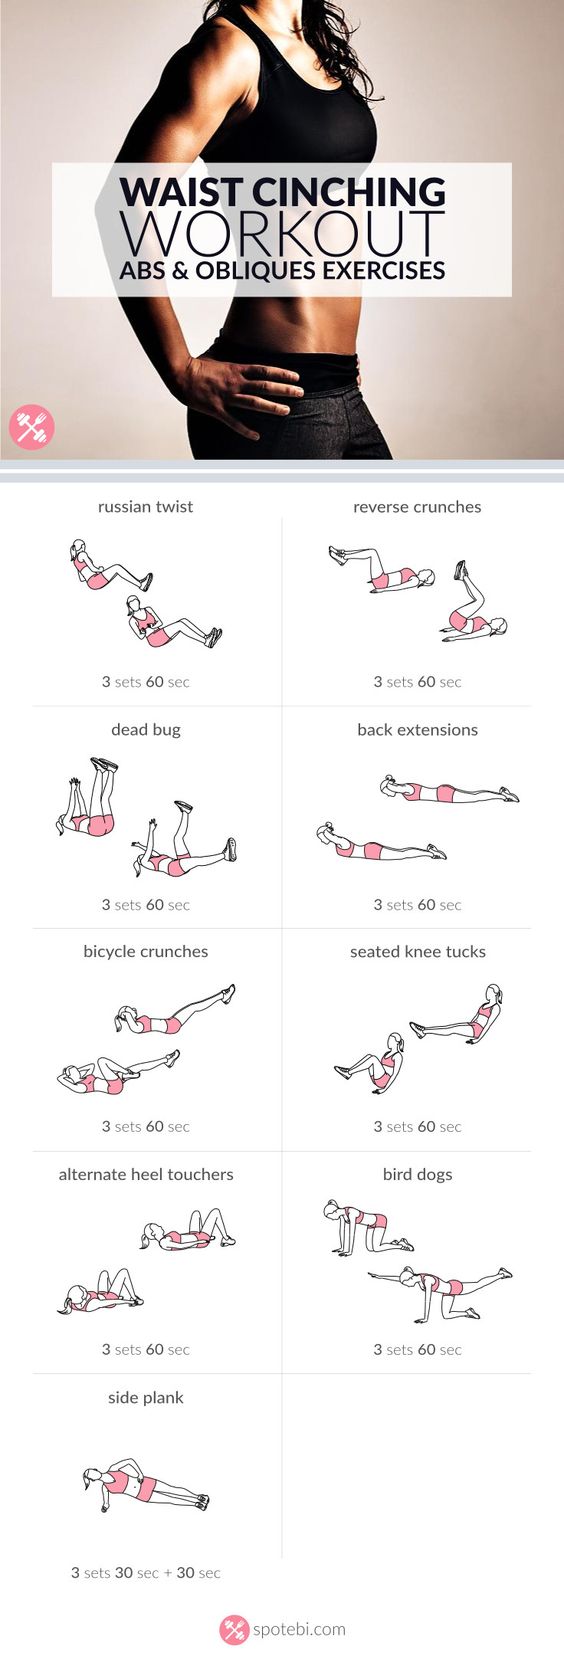 WAIST CINCHING
WORKOUT
ABS & OBLIQUES EXERCISES
russian twist
3 sets 60 sec
reverse crunches
3 sets 60 sec
dead bug
3 sets 60 sec
back extensions
3 sets 60 sec
bicycle crunches
3 sets 60 sec
seated knee tucks
3 sets 60 sec
alternate heel touchers
3 sets 60 sec
bird dogs
3 sets 60 sec
side plank
3 sets 30 sec + 30 sec
spotebi.com